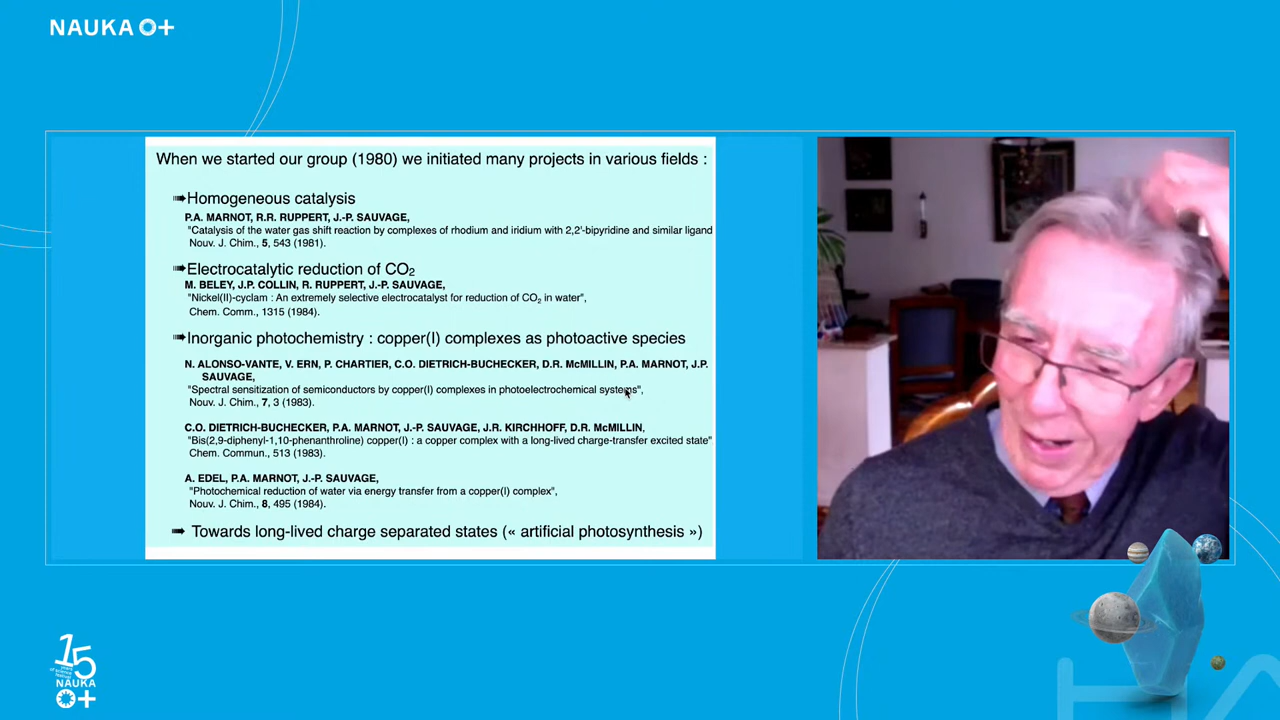 NAUKA O+
When we started our group (1980) we initiated many projects in various fields :
➠Homogeneous catalysis
P.A. MARNOT, R.R. RUPPERT, J.-P. SAUVAGE,
"Catalysis of the water gas shift reaction by complexes of rhodium and iridium with 2,2'-bipyridine and similar ligand
Nouv. J. Chim., 5, 543 (1981).
➠Electrocatalytic reduction of CO₂
M. BELEY, J.P. COLLIN, R. RUPPERT, J.-P. SAUVAGE,
"Nickel(II)-cyclam : An extremely selective electrocatalyst for reduction of CO₂ in water",
Chem. Comm., 1315 (1984).
➠Inorganic photochemistry : copper(I) complexes as photoactive species
N. ALONSO-VANTE, V. ERN, P. CHARTIER, C.O. DIETRICH-BUCHECKER, D.R. McMILLIN, P.A. MARNOT, J.P.
SAUVAGE,
"Spectral sensitization of semiconductors by copper(I) complexes in photoelectrochemical systems",
Nouv. J. Chim., 7, 3 (1983).
C.O. DIETRICH-BUCHECKER, P.A. MARNOT, J.-P. SAUVAGE, J.R. KIRCHHOFF, D.R. McMILLIN,
"Bis(2,9-diphenyl-1,10-phenanthroline) copper(I) : a copper complex with a long-lived charge-transfer excited state"
Chem. Commun., 513 (1983).
A. EDEL, P.A. MARNOT, J.-P. SAUVAGE,
"Photochemical reduction of water via energy transfer from a copper(I) complex",
Nouv. J. Chim., 8, 495 (1984).
➠ Towards long-lived charge separated states (« artificial photosynthesis »)
15
years
of science
festival
NAUKA
O+